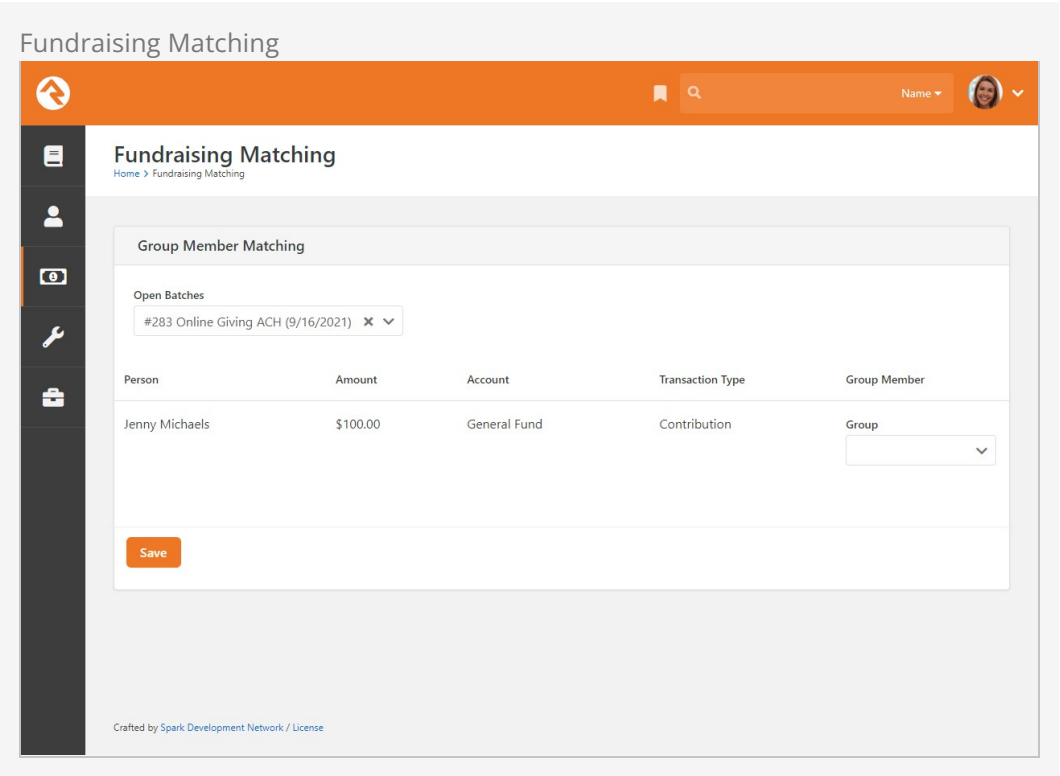 Fundraising Matching
Name
Fundraising Matching
Home > Fundraising Matching
Group Member Matching
Open Batches
#283 Online Giving ACH (9/16/2021)
Person Amount Account Transaction Type Group Member
Jenny Michaels $100.00 General Fund Contribution Group
Save
Crafted by Spark Development Network / License